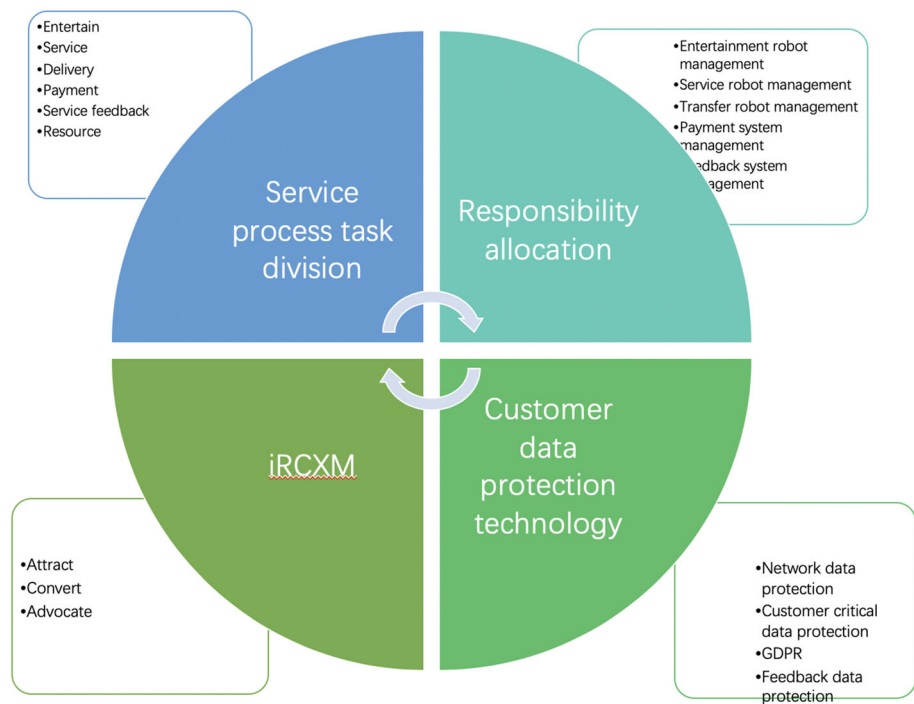 •Entertain
•Service
•Delivery
•Payment
•Service feedback
•Resource
Service
process task
division
•Entertainment robot
management
•Service robot management
•Transfer robot management
•Payment system
management
edback system
agement
Responsibility
allocation
iRCXM
•Attract
•Convert
•Advocate
Customer
data
protection
technology
•Network data
protection
•Customer critical
data protection
•GDPR
•Feedback data
protection